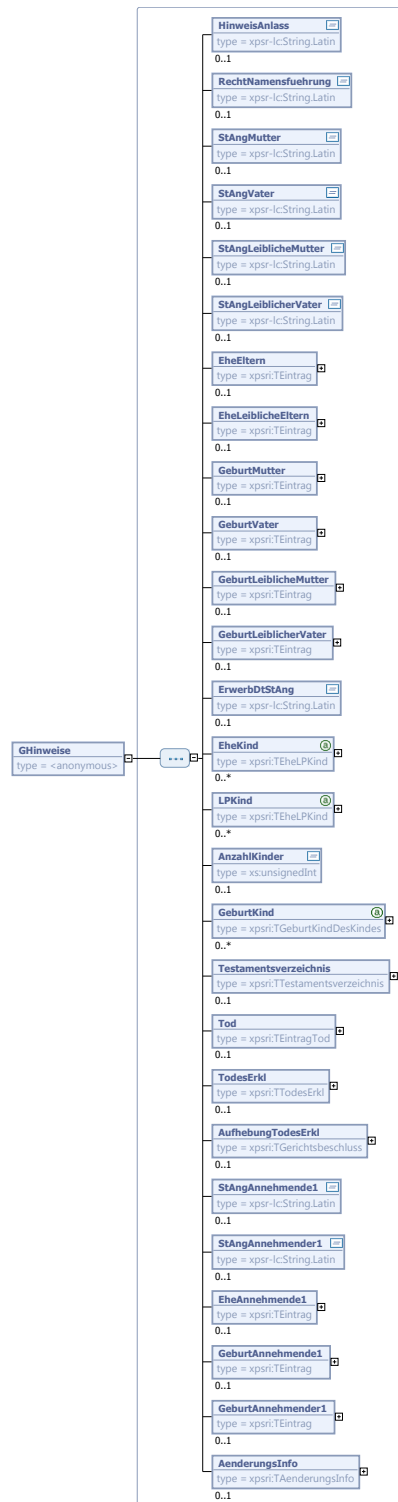 HinweisAnlass
type = xpsr-lc:String.Latin
0..1
RechtNamensfuehrung
type = xpsr-lc:String.Latin
0..1
StAngMutter
type = xpsr-lc:String.Latin
0..1
StAngVater
type = xpsr-lc:String.Latin
0..1
StAngLeiblicheMutter
type = xpsr-lc:String.Latin
0..1
StAngLeiblicherVater
type = xpsr-lc:String.Latin
0..1
EheEltern
type = xpsri:TEintrag
0..1
EheLeiblicheEltern
type = xpsri:TEintrag
0..1
GeburtMutter
type = xpsri:TEintrag
0..1
GeburtVater
type = xpsri:TEintrag
0..1
GeburtLeiblicheMutter
type = xpsri:TEintrag
0..1
GeburtLeiblicherVater
type = xpsri:TEintrag
0..1
ErwerbDtStAng
type = xpsr-lc:String.Latin
0..1
GHinweise
type = <anonymous>
EheKind a
type = xpsri:TEheLPKind
0..*
LPKind a
type = xpsri:TEheLPKind
0..*
AnzahlKinder
type = xs:unsignedInt
0..1
GeburtKind a
type = xpsri:TGeburtKindDesKindes
0..*
Testamentsverzeichnis
type = xpsri:TTestamentsverzeichnis
0..1
Tod
type = xpsri:TEintragTod
0..1
TodesErkl
type = xpsri:TTodesErkl
0..1
AufhebungTodesErkl
type = xpsri:TGerichtsbeschluss
0..1
StAngAnnehmende1
type = xpsr-lc:String.Latin
0..1
StAngAnnehmender1
type = xpsr-lc:String.Latin
0..1
EheAnnehmende1
type = xpsri:TEintrag
0..1
GeburtAnnehmende1
type = xpsri:TEintrag
0..1
GeburtAnnehmender1
type = xpsri:TEintrag
0..1
AenderungsInfo
type = xpsri:TAenderungsInfo
0..1